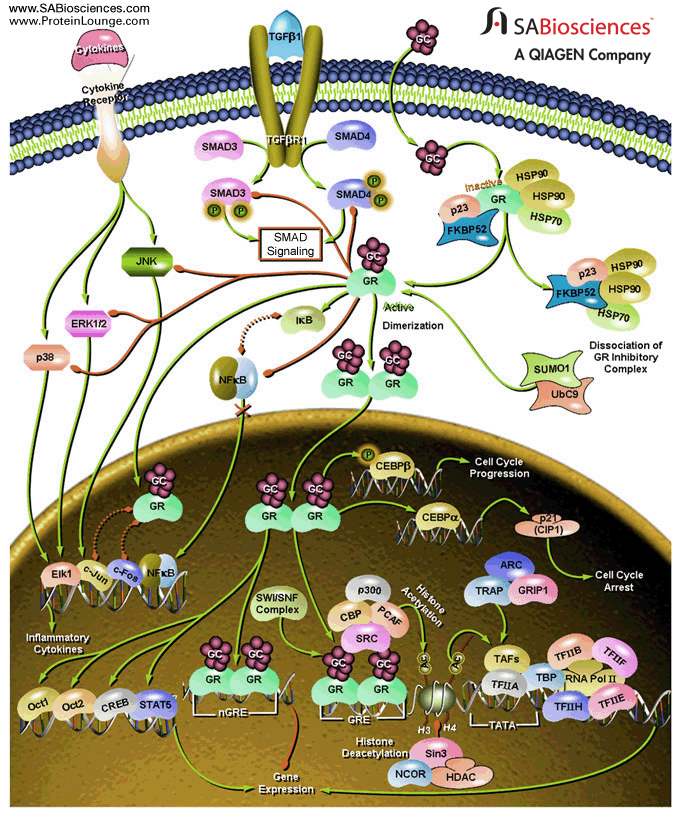 www.SABiosciences.com
www.ProteinLounge.com
SABiosciences™
A QIAGEN Company
Cytokines
Cytokine
Receptor
TGFβ1
TGFβR1
GC
GC
SMAD3
SMAD4
SMAD3
SMAD4
P
P
P
P
SMAD
Signaling
Inactive
GR
HSP90
HSP90
HSP70
p23
FKBP52
p23
HSP90
FKBP52
HSP90
HSP70
Dissociation of
GR Inhibitory
Complex
JNK
ERK1/2
p38
GC
GR
Active
Dimerization
IκB
NFκB
GC
GC
GR
GR
SUMO1
UbC9
GC
GR
GC
GC
GR
GR
P
CEBPβ
Cell Cycle
Progression
CEBPα
p21
(CIP1)
Cell Cycle
Arrest
Elk1
c-Jun
c-Fos
NFκB
Inflammatory
Cytokines
SWI/SNF
Complex
p300
CBP
PCAF
SRC
Histone
Acetylation
ARC
TRAP
GRIP1
Oct1
Oct2
CREB
STAT5
GC
GC
GR
GR
nGRE
GC
GC
GR
GR
GRE
AC
AC
H3
H4
TAFs
TFIIA
TBP
TATA
TFIIB
TFIIF
RNA Pol II
TFIIH
TFIIE
Histone
Deacetylation
Sin3
NCOR
HDAC
Gene
Expression